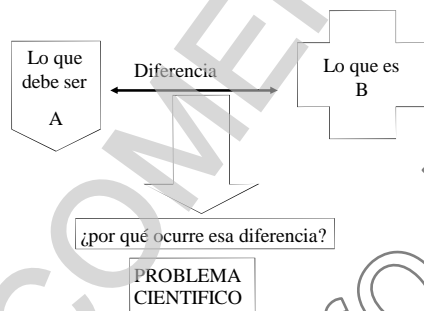 Lo que
debe ser
A
Diferencia
Lo que es
B
¿por qué ocurre esa diferencia?
PROBLEMA
CIENTIFICO